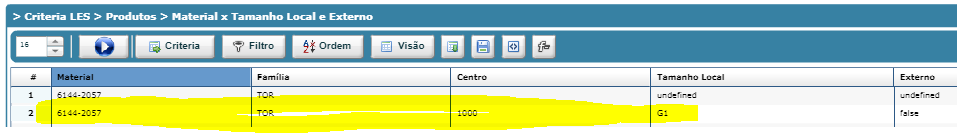 > Criteria LES > Produtos > Material x Tamanho Local e Externo
16 Criteria Filtro Ordem Visão
# Material Família Centro Tamanho Local Externo
1 6144-2057 TOR undefined undefined
2 6144-2057 TOR 1000 G1 false